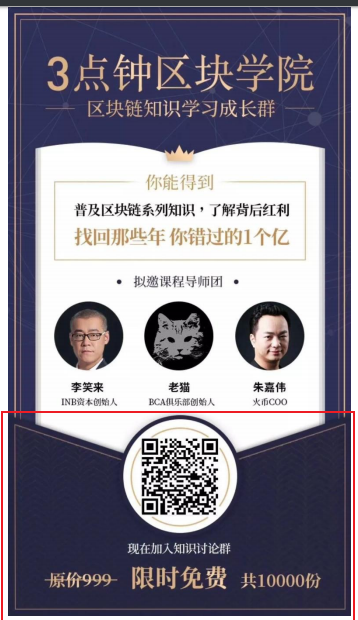 3点钟区块学院
区块链知识学习成长群
你能得到
普及区块链系列知识，了解背后红利
找回那些年 你错过的1个亿
• 拟邀课程导师团 •
李笑来
INB资本创始人
老猫
BCA俱乐部创始人
朱嘉伟
火币COO
现在加入知识讨论群
原价999 限时免费 共10000份